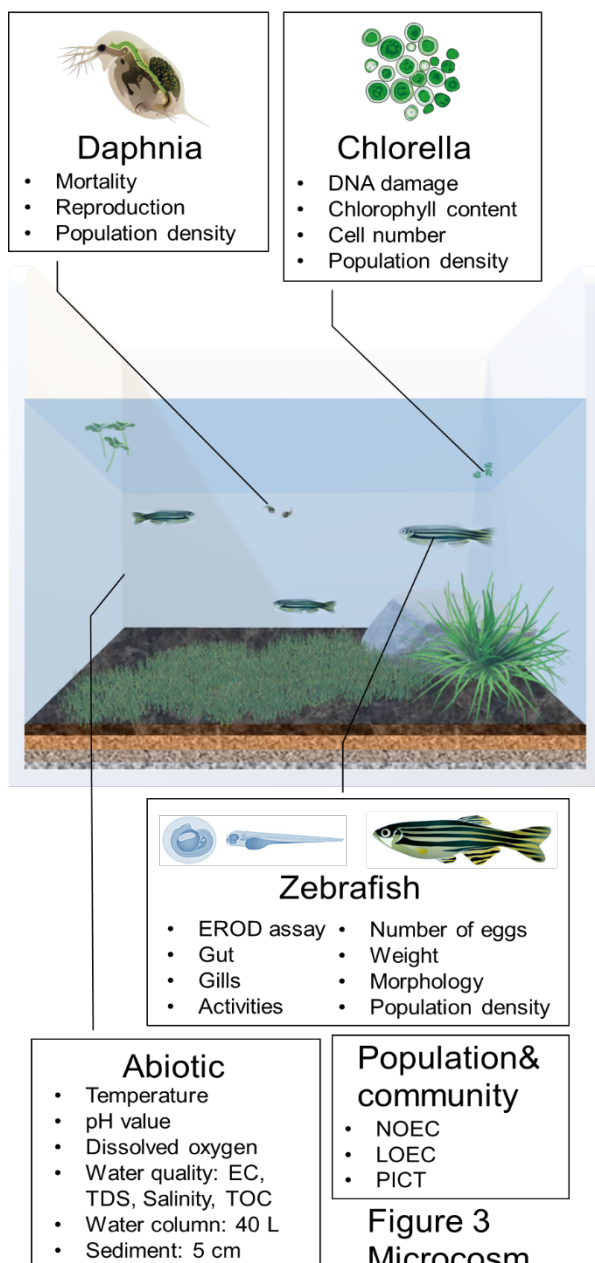 Daphnia
• Mortality
• Reproduction
• Population density
Chlorella
• DNA damage
• Chlorophyll content
• Cell number
• Population density
Zebrafish
• EROD assay
• Gut
• Gills
• Activities
• Number of eggs
• Weight
• Morphology
• Population density
Abiotic
• Temperature
• pH value
• Dissolved oxygen
• Water quality: EC,
TDS, Salinity, TOC
• Water column: 40 L
• Sediment: 5 cm
Population&
community
• NOEC
• LOEC
• PICT
Figure 3
Microcosm